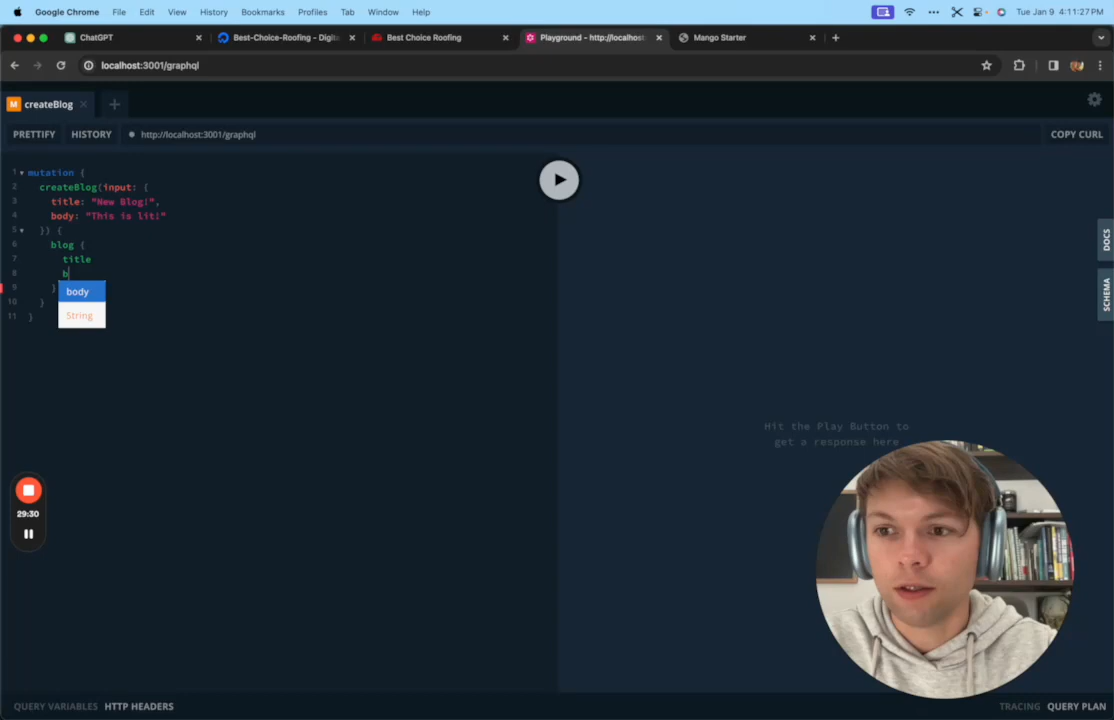 Google Chrome File Edit View History Bookmarks Profiles Tab Window Help Tue Jan 9 4:11:27 PM
ChatGPT Best-Choice-Roofing – Digit Best Choice Roofing Playground - http://localhost: Mango Starter
localhost:3001/graphql
M createBlog
PRETTIFY HISTORY http://localhost:3001/graphql COPY CURL
1 mutation {
2 createBlog(input: {
3 title: "New Blog!",
4 body: "This is lit!"
5 }) {
6 blog {
7 title
8 b
9 }
body
10 }
String
11 }
DOCS
SCHEMA
Hit the Play Button to
get a response here
29:30
QUERY VARIABLES HTTP HEADERS TRACING QUERY PLAN